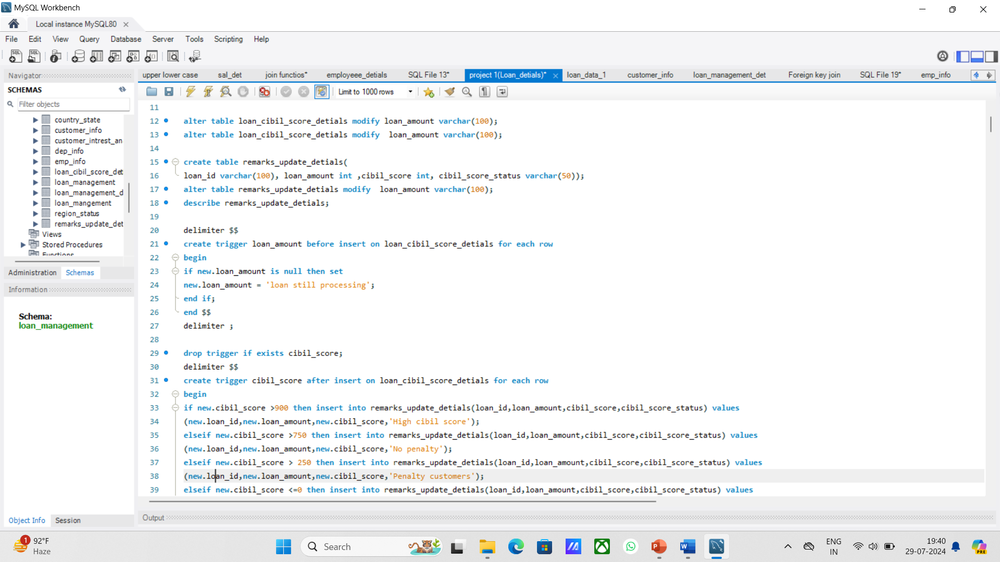 MySQL Workbench
Local instance MySQL80
File Edit View Query Database Server Tools Scripting Help
Navigator
upper lower case sal_det join functios* employeee_detials SQL File 13* project 1(Loan_detials)* loan_data_1 customer_info loan_management_det Foreign key join SQL File 19* emp_info
SCHEMAS
Limit to 1000 rows
Filter objects
country_state
customer_info
customer_intrest_an
dep_info
emp_info
loan_cibil_score_det
loan_management
loan_management_d
loan_mangement
region_status
remarks_update_det
Views
Stored Procedures
Functions
Administration Schemas
Information
Schema:
loan_management
Object Info Session
11
12 alter table loan_cibil_score_detials modify loan_amount varchar(100);
13 alter table loan_cibil_score_detials modify  loan_amount varchar(100);
14
15 create table remarks_update_detials(
16 loan_id varchar(100), loan_amount int ,cibil_score int, cibil_score_status varchar(50));
17 alter table remarks_update_detials modify  loan_amount varchar(100);
18 describe remarks_update_detials;
19
20 delimiter $$
21 create trigger loan_amount before insert on loan_cibil_score_detials for each row
22 begin
23 if new.loan_amount is null then set
24 new.loan_amount = 'loan still processing';
25 end if;
26 end $$
27 delimiter ;
28
29 drop trigger if exists cibil_score;
30 delimiter $$
31 create trigger cibil_score after insert on loan_cibil_score_detials for each row
32 begin
33 if new.cibil_score >900 then insert into remarks_update_detials(loan_id,loan_amount,cibil_score,cibil_score_status) values
34 (new.loan_id,new.loan_amount,new.cibil_score,'High cibil score');
35 elseif new.cibil_score >750 then insert into remarks_update_detials(loan_id,loan_amount,cibil_score,cibil_score_status) values
36 (new.loan_id,new.loan_amount,new.cibil_score,'No penalty');
37 elseif new.cibil_score > 250 then insert into remarks_update_detials(loan_id,loan_amount,cibil_score,cibil_score_status) values
38 (new.loan_id,new.loan_amount,new.cibil_score,'Penalty customers');
39 elseif new.cibil_score <=0 then insert into remarks_update_detials(loan_id,loan_amount,cibil_score,cibil_score_status) values
Output
1
92°F
Haze
Search
ENG
IN
19:40
29-07-2024
PRE